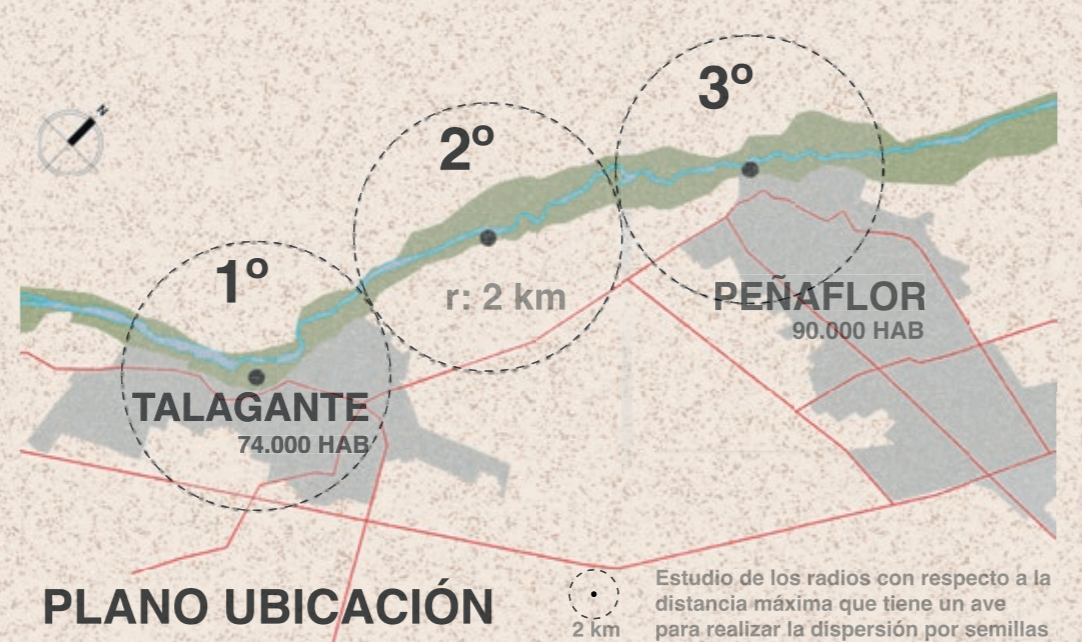 N
3º
2º
1º
r: 2 km
PEÑAFLOR
90.000 HAB
TALAGANTE
74.000 HAB
PLANO UBICACIÓN
2 km
Estudio de los radios con respecto a la
distancia máxima que tiene un ave
para realizar la dispersión por semillas